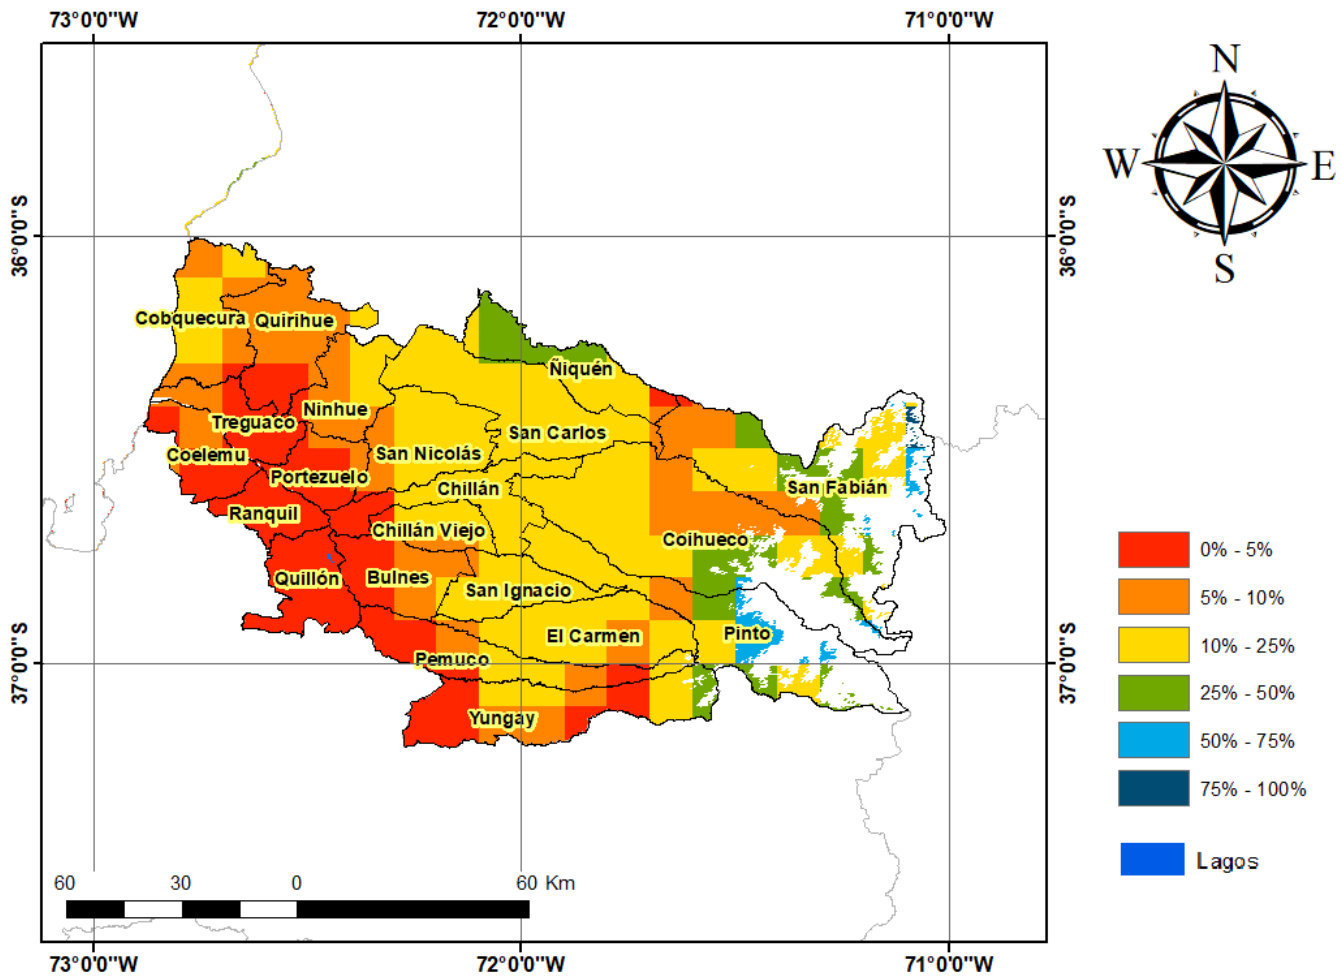 73°0'0"W 72°0'0"W 71°0'0"W
N
W E
S
36°0'0"S 36°0'0"S
Cobquecura Quirihue
Ñiquén
Ninhue
Treguaco
San Carlos
Coelemu San Nicolás
Portezuelo
Chillán San Fabián
Ranquil
Chillán Viejo
Coihueco
0% - 5%
Quillón Bulnes
San Ignacio
5% - 10%
El Carmen Pinto
10% - 25%
Pemuco
37°0'0"S 37°0'0"S
25% - 50%
Yungay
50% - 75%
75% - 100%
Lagos
60 30 0 60 Km
73°0'0"W 72°0'0"W 71°0'0"W